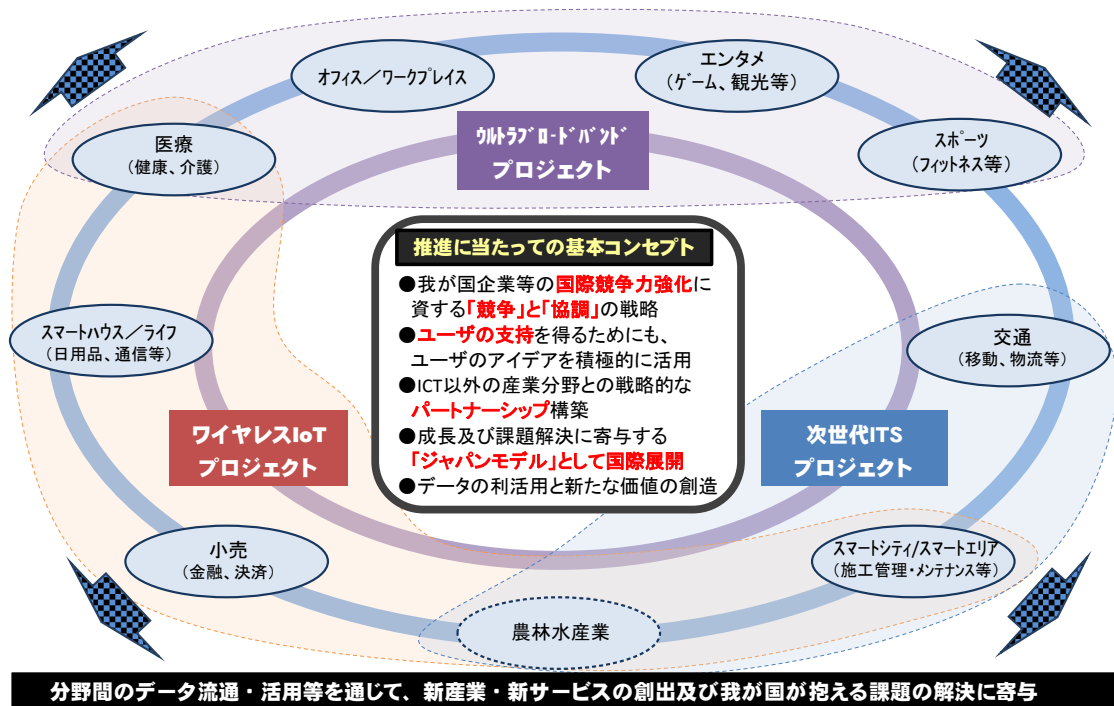 オフィス／ワークプレイス
エンタメ
（ゲーム、観光等）
医療
（健康、介護）
ウルトラブロードバンド
プロジェクト
スポーツ
（フィットネス等）
推進に当たっての基本コンセプト
●我が国企業等の国際競争力強化に
資する「競争」と「協調」の戦略
●ユーザの支持を得るためにも、
ユーザのアイデアを積極的に活用
●ICT以外の産業分野との戦略的な
パートナーシップ構築
●成長及び課題解決に寄与する
「ジャパンモデル」として国際展開
●データの利活用と新たな価値の創造
スマートハウス／ライフ
（日用品、通信等）
交通
（移動、物流等）
ワイヤレスIoT
プロジェクト
次世代ITS
プロジェクト
小売
（金融、決済）
スマートシティ/スマートエリア
（施工管理・メンテナンス等）
農林水産業
分野間のデータ流通・活用等を通じて、新産業・新サービスの創出及び我が国が抱える課題の解決に寄与